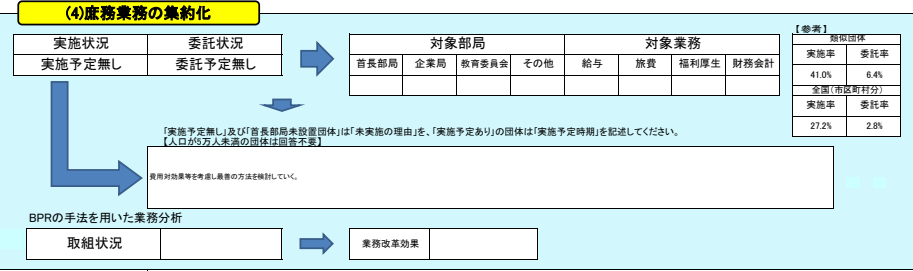 (4)庶務業務の集約化
実施状況 委託状況
実施予定無し 委託予定無し
対象部局 対象業務
首長部局 企業局 教育委員会 その他 給与 旅費 福利厚生 財務会計
【参考】
類似団体
実施率 委託率
41.0% 6.4%
全国(市区町村分)
実施率 委託率
27.2% 2.8%
「実施予定無し」及び「首長部局未設置団体」は「未実施の理由」を、「実施予定あり」の団体は「実施予定時期」を記述してください。
【人口が5万人未満の団体は回答不要】
費用対効果等を考慮し最善の方法を検討していく。
BPRの手法を用いた業務分析
取組状況 業務改革効果